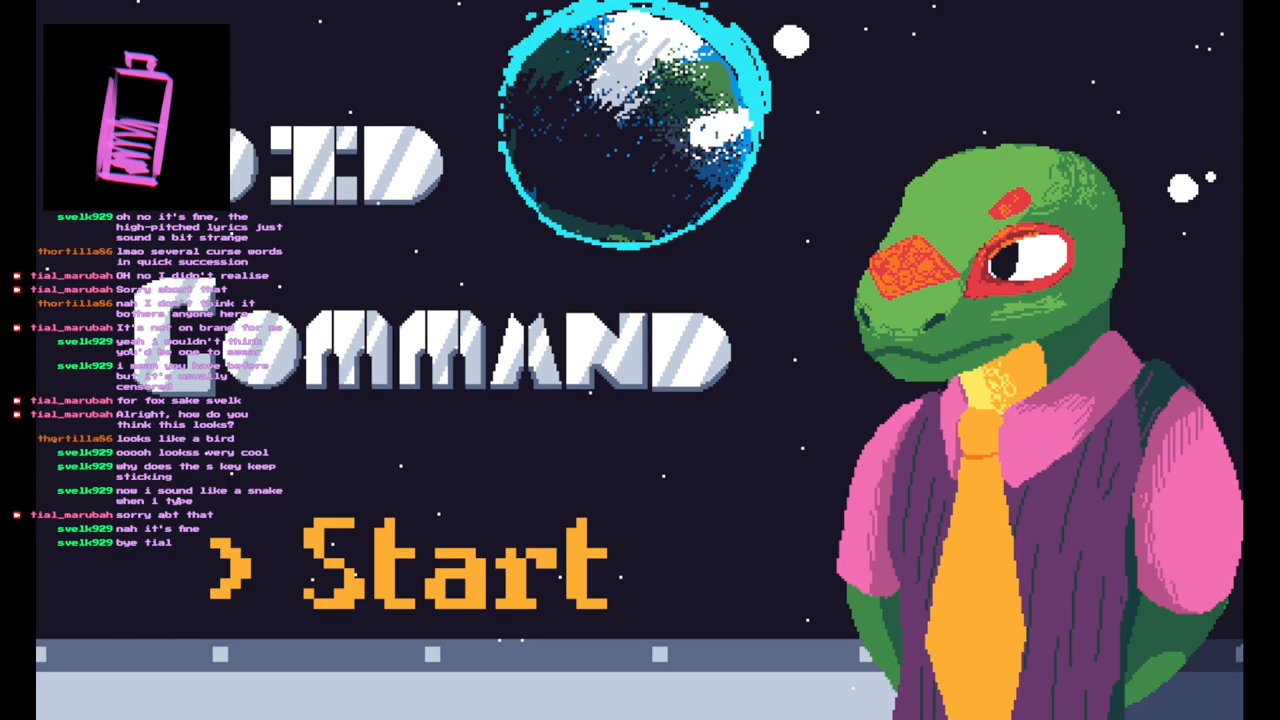 OID
svelk929 oh no it's fine, the
high-pitched lyrics just
sound a bit strange
thortilla86 lmao several curse words
in quick succession
tial_marubah OH no I didn't realise
tial_marubah Sorry about that
thortilla86 nah I don't think it
bothers anyone here
tial_marubah It's not on brand for me
svelk929 yeah i wouldn't think
you'd be one to swear
svelk929 i mean you have before
but it's usually
censored
COMMAND
tial_marubah for fox sake svelk
tial_marubah Alright, how do you
think this looks?
thortilla86 looks like a bird
svelk929 ooooh lookss very cool
svelk929 why does the s key keep
sticking
svelk929 now i sound like a snake
when i type
tial_marubah sorry abt that
svelk929 nah it's fine
svelk929 bye tial
> Start